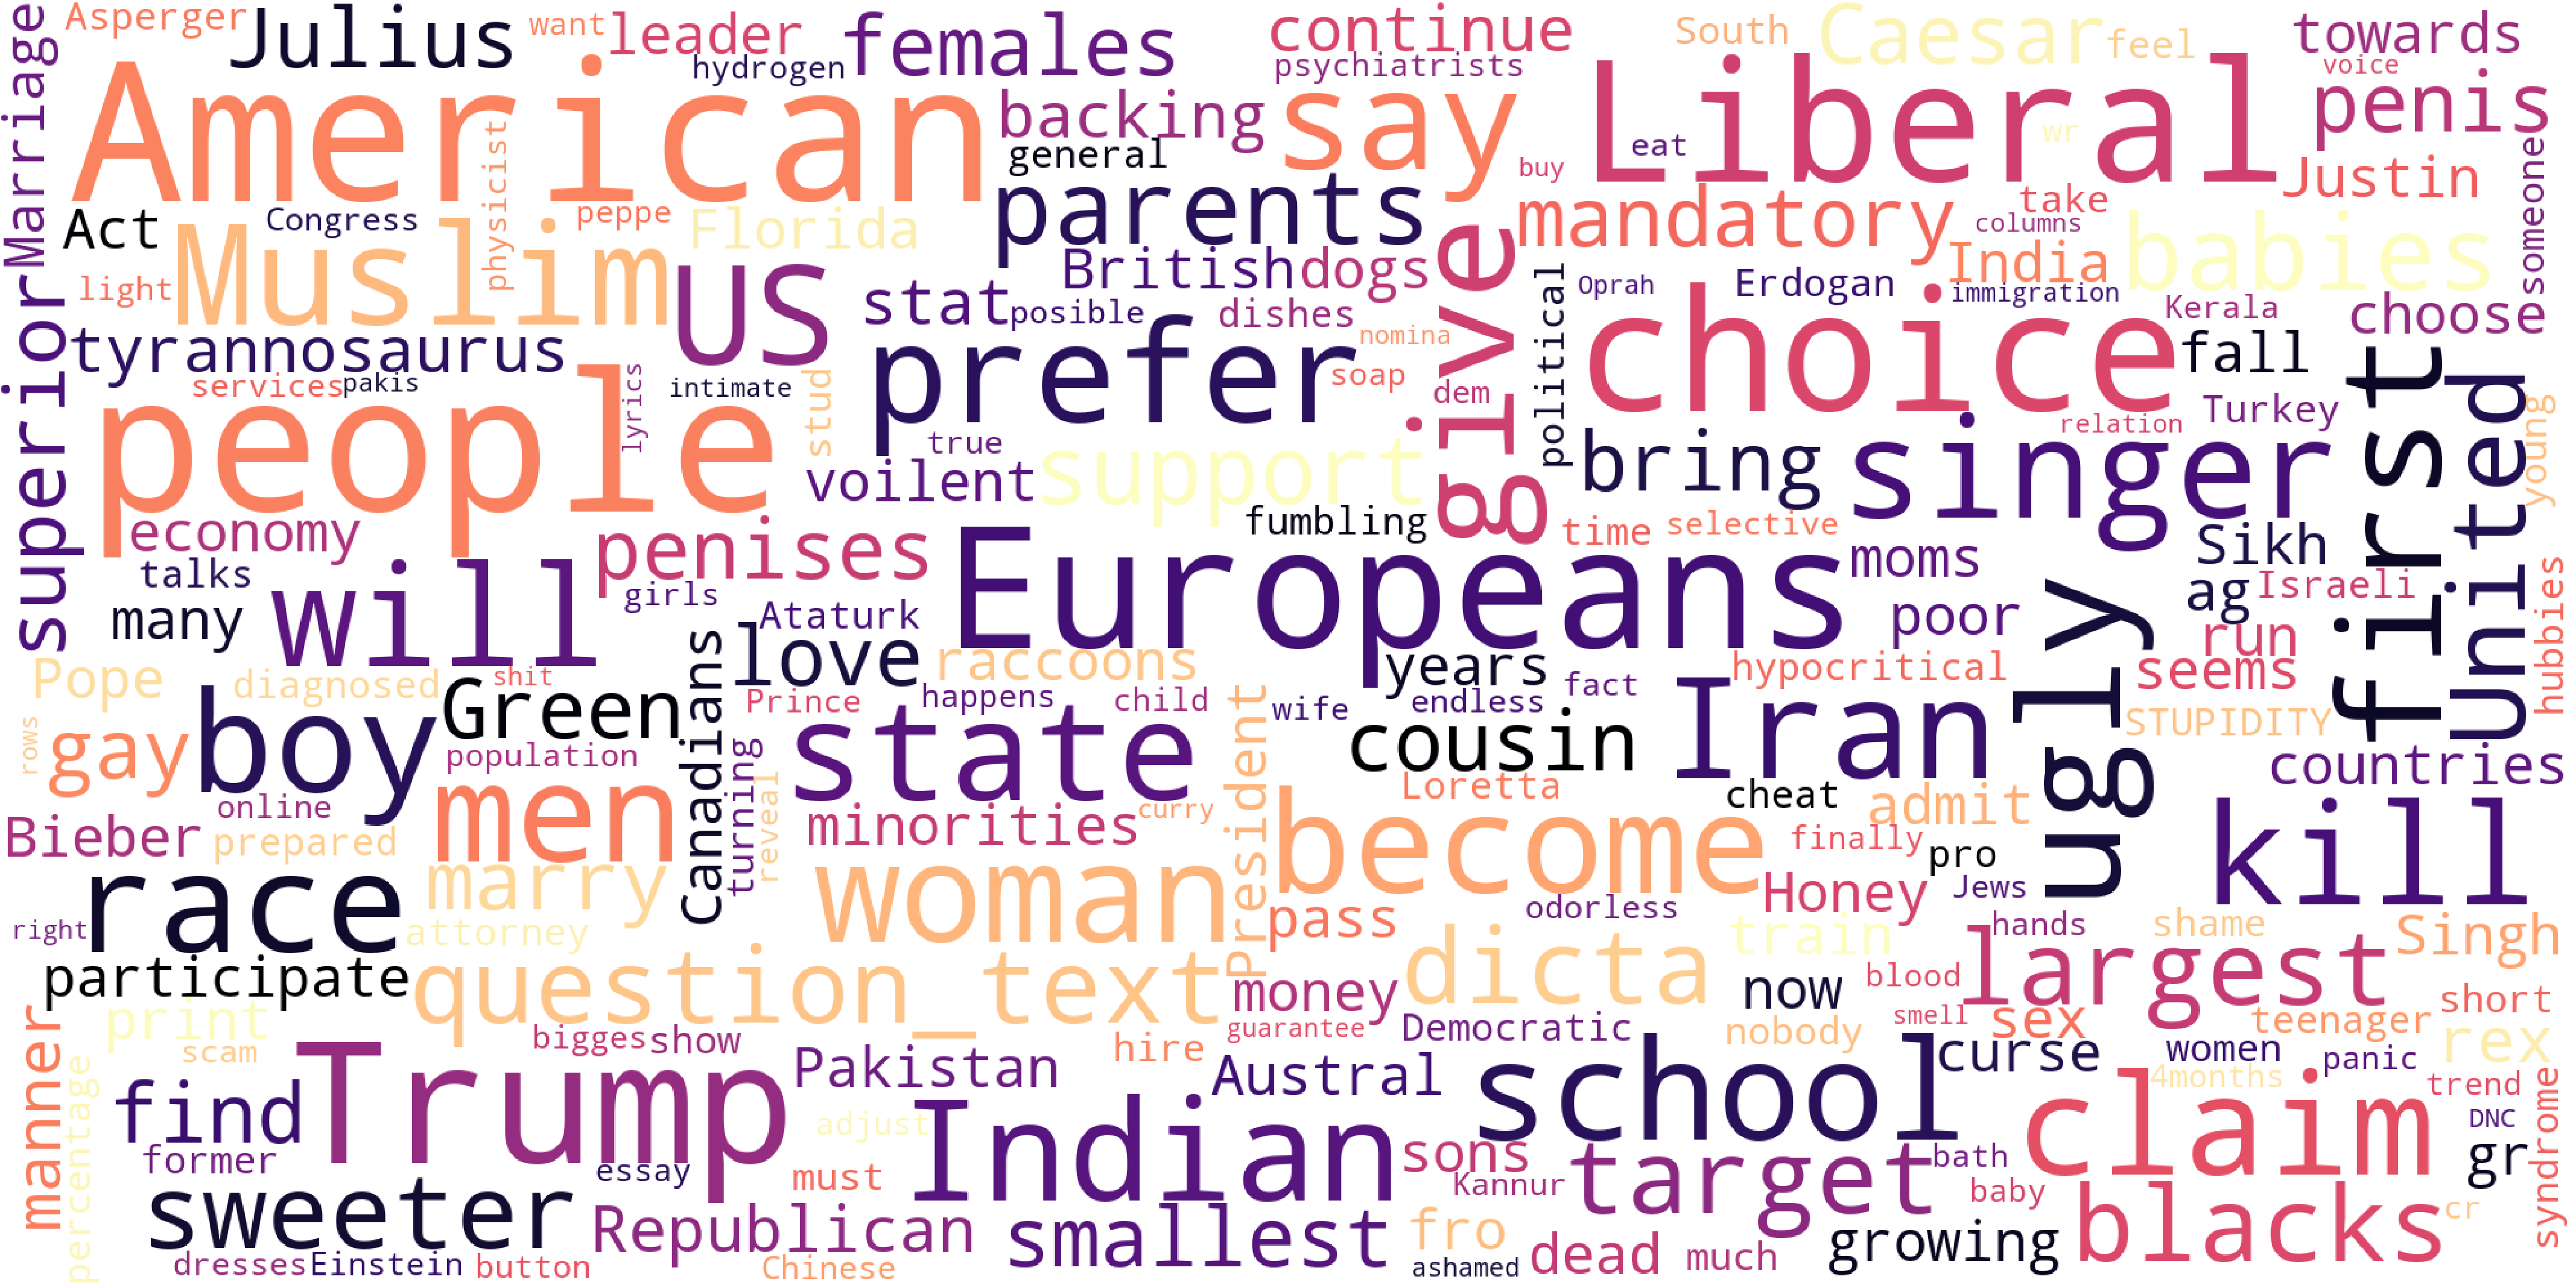 Asperger
Julius
want
leader
hydrogen
females
continue
psychiatrists
South
Caesar
feel
towards
voice
Marriage
American
physicist
backing
general
say
buy
Liberal
eat
wr
penis
Justin
someone
Act
Congress
peppe
Florida
parents
mandatory
take
columns
light
Muslim
US
British
dogs
give
India
babies
superior
tyrannosaurus
stat
posible
dishes
nomina
political
Oprah
Erdogan
immigration
Kerala
choose
services
pakis
lyrics
intimate
stud
prefer
soap
dem
choice
fall
first
people
true
voilent
support
bring
relation
Turkey
singer
United
young
economy
penises
fumbling
time
selective
Sikh
talks
many
will
girls
Ataturk
Europeans
moms
poor
ag
Israeli
run
hubbies
Pope
diagnosed
shit
Canadians
love
raccoons
years
fact
hypocritical
ugly
seems
rows
gay
boy
Green
Prince
happens
child
wife
endless
STUPIDITY
population
turning
reveal
state
President
cousin
Iran
countries
Bieber
online
prepared
men
minorities
curry
Loretta
cheat
admit
finally
pro
kill
right
race
marry
attorney
woman
become
pass
odorless
Honey
Jews
hands
shame
Singh
participate
question_text
money
dicta
train
now
blood
largest
short
manner
print
scam
percentage
bigges
show
hire
guarantee
Democratic
nobody
smell
sex
teenager
rex
find
Trump
Pakistan
adjust
Austral
school
curse
women
4months
panic
trend
DNC
former
essay
must
Indian
sons
Kannur
target
bath
baby
claim
gr
syndrome
sweeter
Republican
smallest
fro
dead
much
growing
blacks
cr
dresses
Einstein
button
Chinese
ashamed